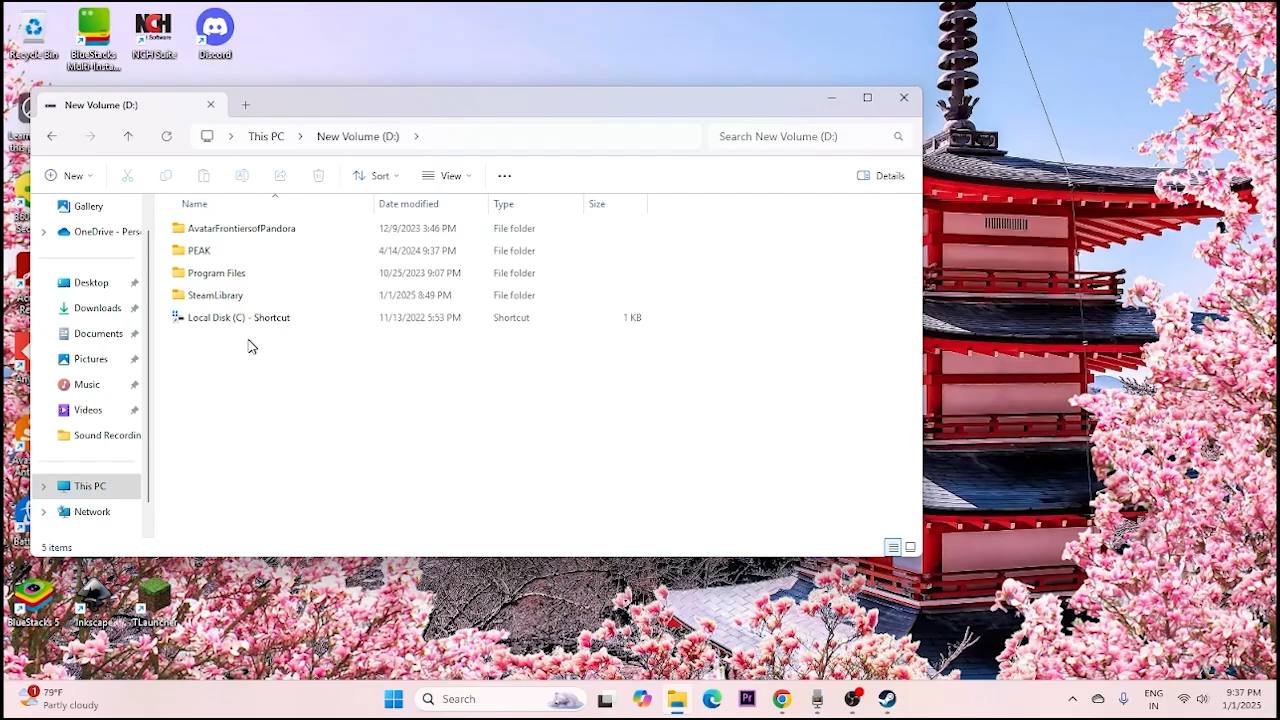 Recycle Bin
BlueStacks
Multi-Insta...
NCH Suite
Discord
New Volume (D:)
This PC
New Volume (D:)
Search New Volume (D:)
New
Sort
View
Details
Name
Date modified
Type
Size
Gallery
OneDrive - Pers
Desktop
Downloads
Documents
Pictures
Music
Videos
Sound Recordin
This PC
Network
AvatarFrontiersofPandora 12/9/2023 3:46 PM File folder
PEAK 4/14/2024 9:37 PM File folder
Program Files 10/25/2023 9:07 PM File folder
SteamLibrary 1/1/2025 8:49 PM File folder
Local Disk (C) - Shortcut 11/13/2022 5:53 PM Shortcut 1 KB
5 items
BlueStacks 5
Inkscape
TLauncher
1
79°F
Partly cloudy
Search
Pr
ENG
IN
9:37 PM
1/1/2025